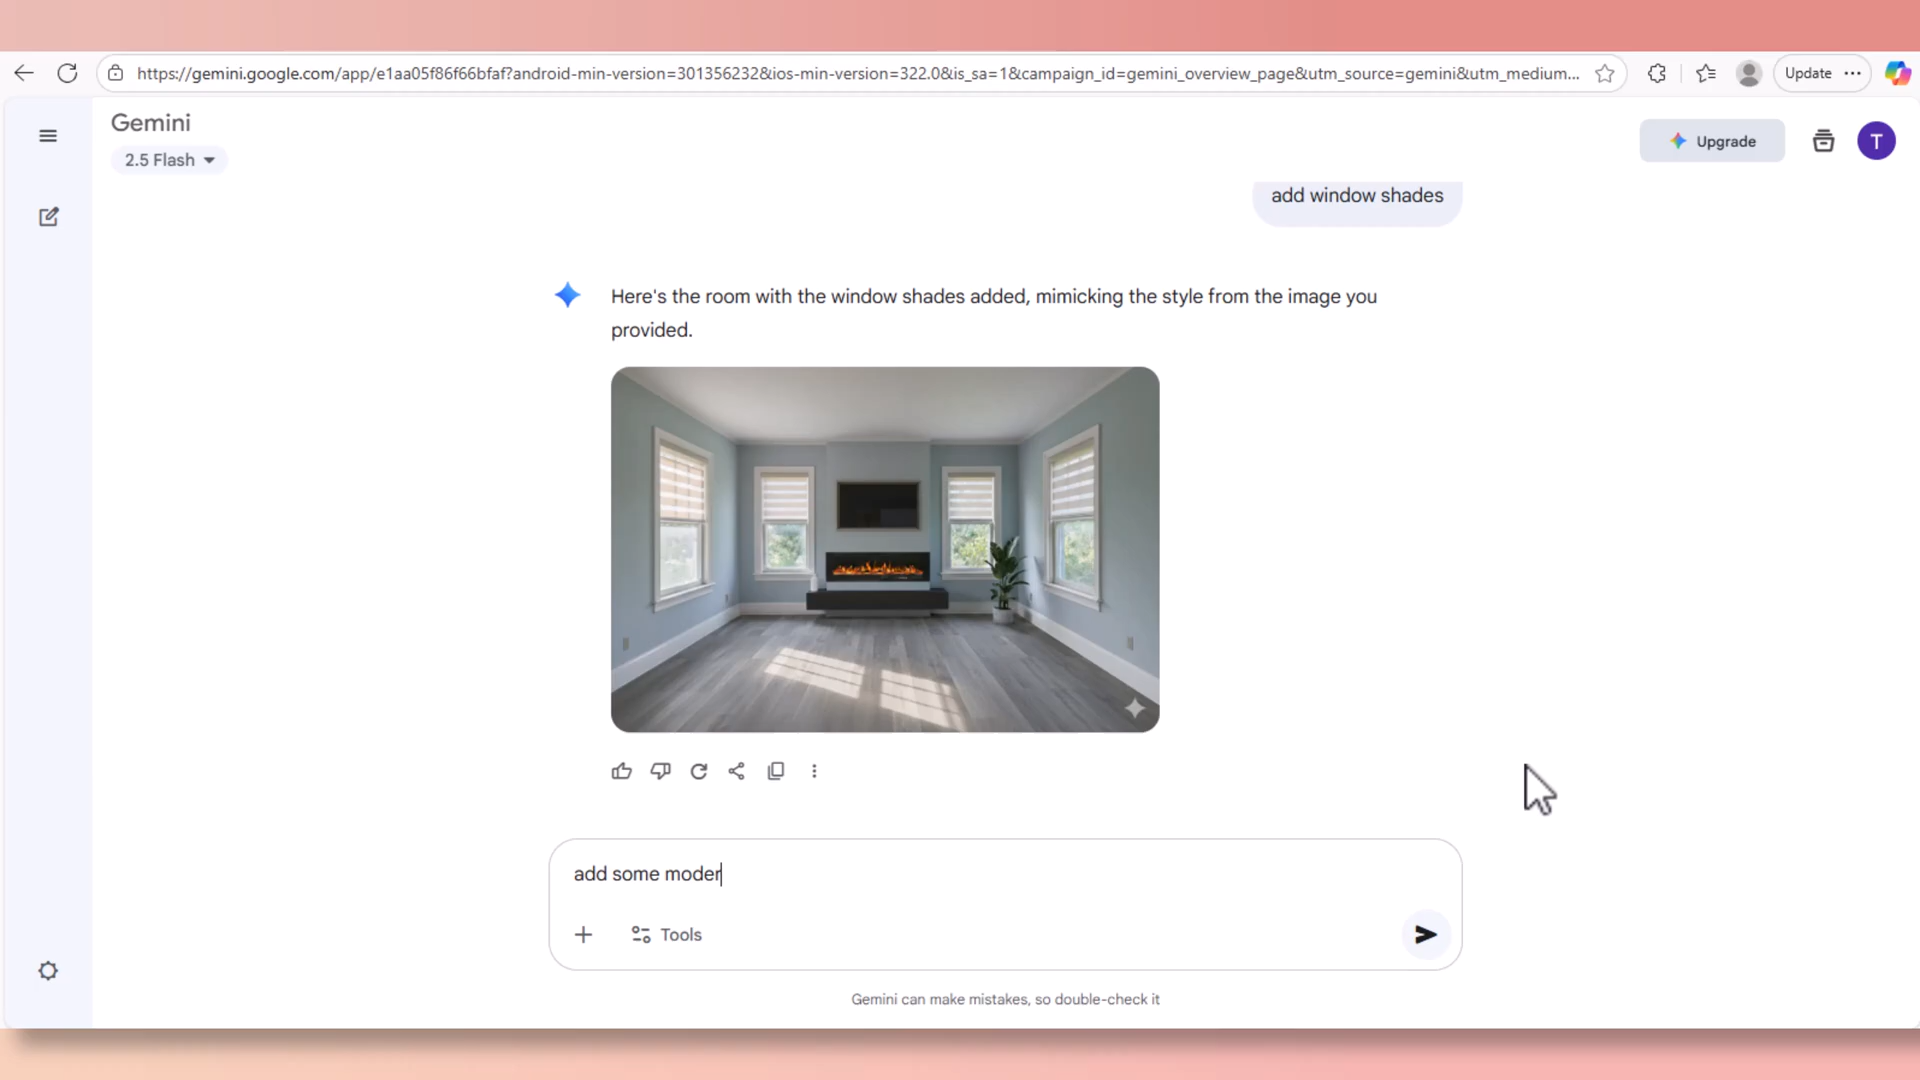 https://gemini.google.com/app/e1aa05f86f66bfaf?android-min-version=301356232&ios-min-version=322.0&is_sa=1&campaign_id=gemini_overview_page&utm_source=gemini&utm_medium...
Update
Gemini
2.5 Flash
Upgrade
T
add window shades
Here's the room with the window shades added, mimicking the style from the image you
provided.
add some moder
Tools
Gemini can make mistakes, so double-check it